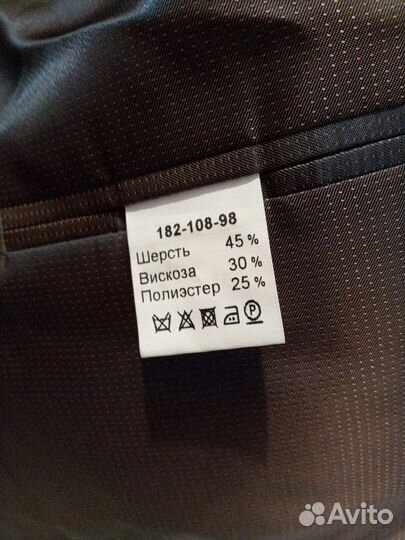 182-108-98
Шерсть 45 %
Вискоза 30 %
Полиэстер 25 %
P
Avito